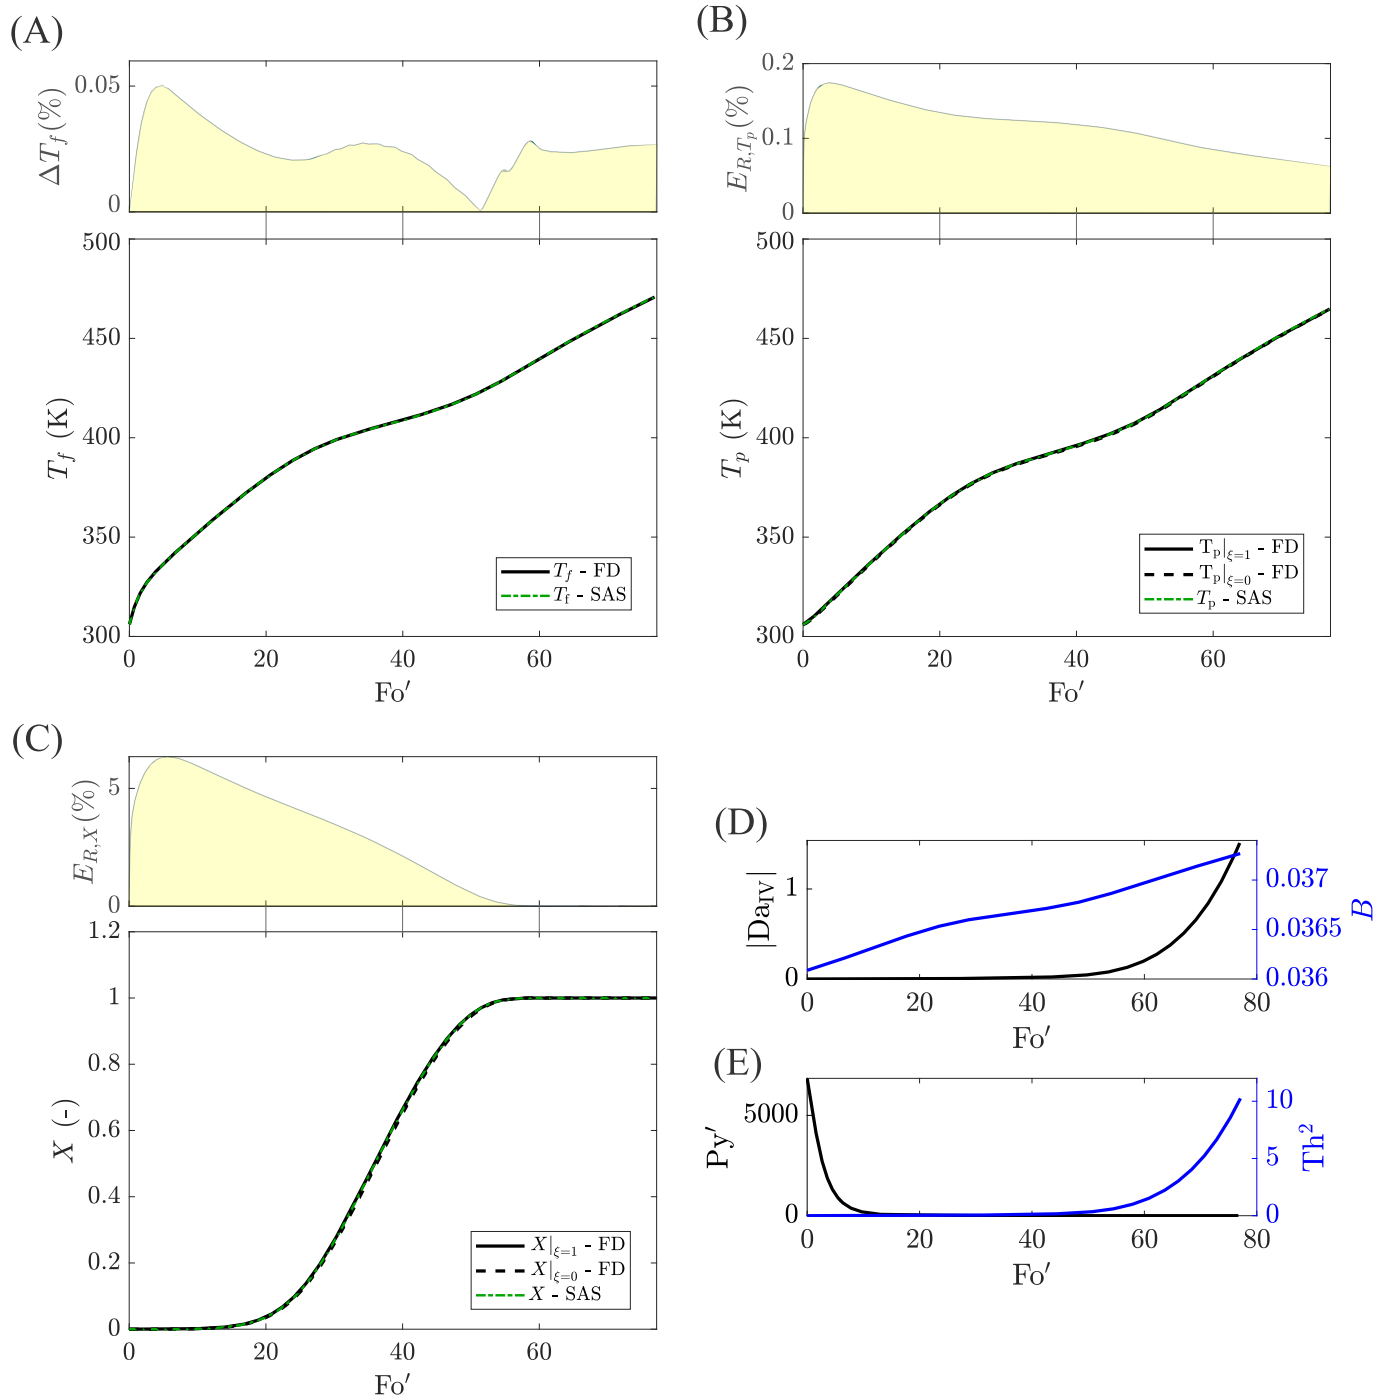 (A)
0.05
0
ΔT_f(%)
500
450
400
350
300
T_f (K)
T_f - FD
T_f - SAS
0 20 40 60
Fo′
(B)
0.2
0.1
0
E_{R,T_p}(%)
500
450
400
350
300
T_p (K)
T_p|_{ξ=1} - FD
T_p|_{ξ=0} - FD
T_p - SAS
0 20 40 60
Fo′
(C)
5
0
E_{R,X}(%)
1.2
1
0.8
0.6
0.4
0.2
0
X (-)
X|_{ξ=1} - FD
X|_{ξ=0} - FD
X - SAS
0 20 40 60
Fo′
(D)
1
0
|Da_{IV}|
0.037
0.0365
0.036
B
0 20 40 60 80
Fo′
(E)
5000
0
Py′
10
5
0
Th²
0 20 40 60 80
Fo′